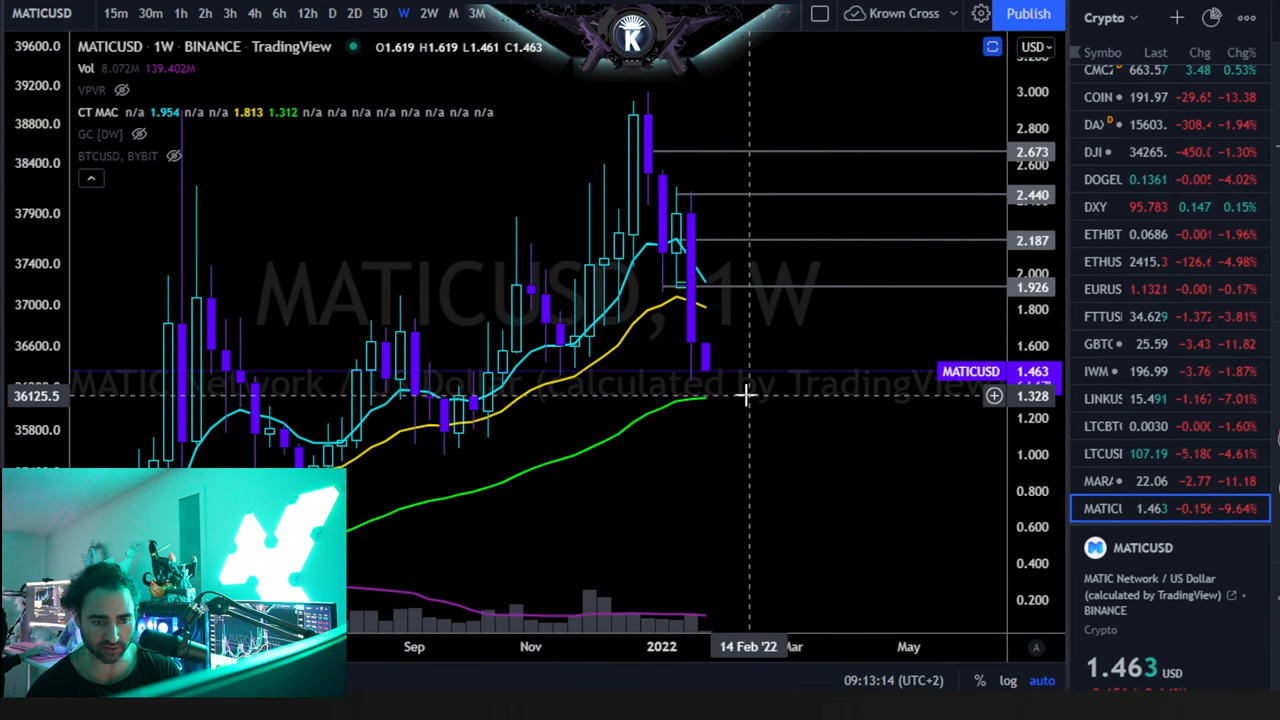 MATICUSD 15m 30m 1h 2h 3h 4h 6h 12h D 2D 5D W 2W M 3M
K
Krown Cross Publish
Crypto
MATICUSD · 1W · BINANCE · TradingView O1.619 H1.619 L1.461 C1.463
Vol 8.072M 139.402M
VPVR
CT MAC n/a 1.954 n/a n/a 1.813 1.312 n/a n/a n/a n/a n/a n/a n/a n/a n/a
GC [DW]
BTCUSD, BYBIT
39600.0
39200.0
38800.0
38400.0
37900.0
37400.0
37000.0
36600.0
36125.5
35800.0
MATICUSD, 1W
MATIC Network / US Dollar (calculated by TradingView)
USD
3.200
3.000
2.800
2.673
2.600
2.440
2.187
2.000
1.926
1.800
1.600
MATICUSD 1.463
1.328
1.200
1.000
0.800
0.600
0.400
0.200
Sep Nov 2022 14 Feb '22 Mar May A
09:13:14 (UTC+2) % log auto
Symbo Last Chg Chg%
CMC2 D 663.57 3.48 0.53%
COIN 191.97 -29.65 -13.38
DAX D 15603. -308.4 -1.94%
DJI 34265. -450.0 -1.30%
DOGEL 0.1361 -0.005 -4.02%
DXY 95.783 0.147 0.15%
ETHBT 0.0686 -0.001 -1.96%
ETHUS 2415.3 -126.6 -4.98%
EURUS 1.1321 -0.001 -0.17%
FTTUS 34.629 -1.372 -3.81%
GBTC 25.59 -3.43 -11.82
IWM 196.99 -3.76 -1.87%
LINKUS 15.491 -1.167 -7.01%
LTCBT 0.0030 -0.000 -1.60%
LTCUSI 107.19 -5.180 -4.61%
MARA 22.06 -2.77 -11.18
MATICU 1.463 -0.156 -9.64%
MATICUSD
MATIC Network / US Dollar
(calculated by TradingView)
BINANCE
Crypto
1.463 USD